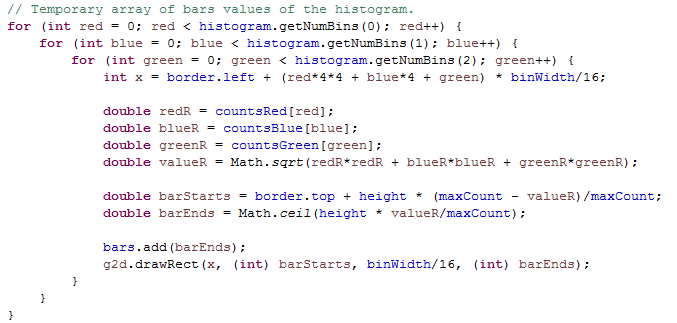 // Temporary array of bars values of the histogram.
for (int red = 0; red < histogram.getNumBins(0); red++) {
    for (int blue = 0; blue < histogram.getNumBins(1); blue++) {
        for (int green = 0; green < histogram.getNumBins(2); green++) {
            int x = border.left + (red*4*4 + blue*4 + green) * binWidth/16;

            double redR = countsRed[red];
            double blueR = countsBlue[blue];
            double greenR = countsGreen[green];
            double valueR = Math.sqrt(redR*redR + blueR*blueR + greenR*greenR);

            double barStarts = border.top + height * (maxCount - valueR)/maxCount;
            double barEnds = Math.ceil(height * valueR/maxCount);

            bars.add(barEnds);
            g2d.drawRect(x, (int) barStarts, binWidth/16, (int) barEnds);
        }
    }
}